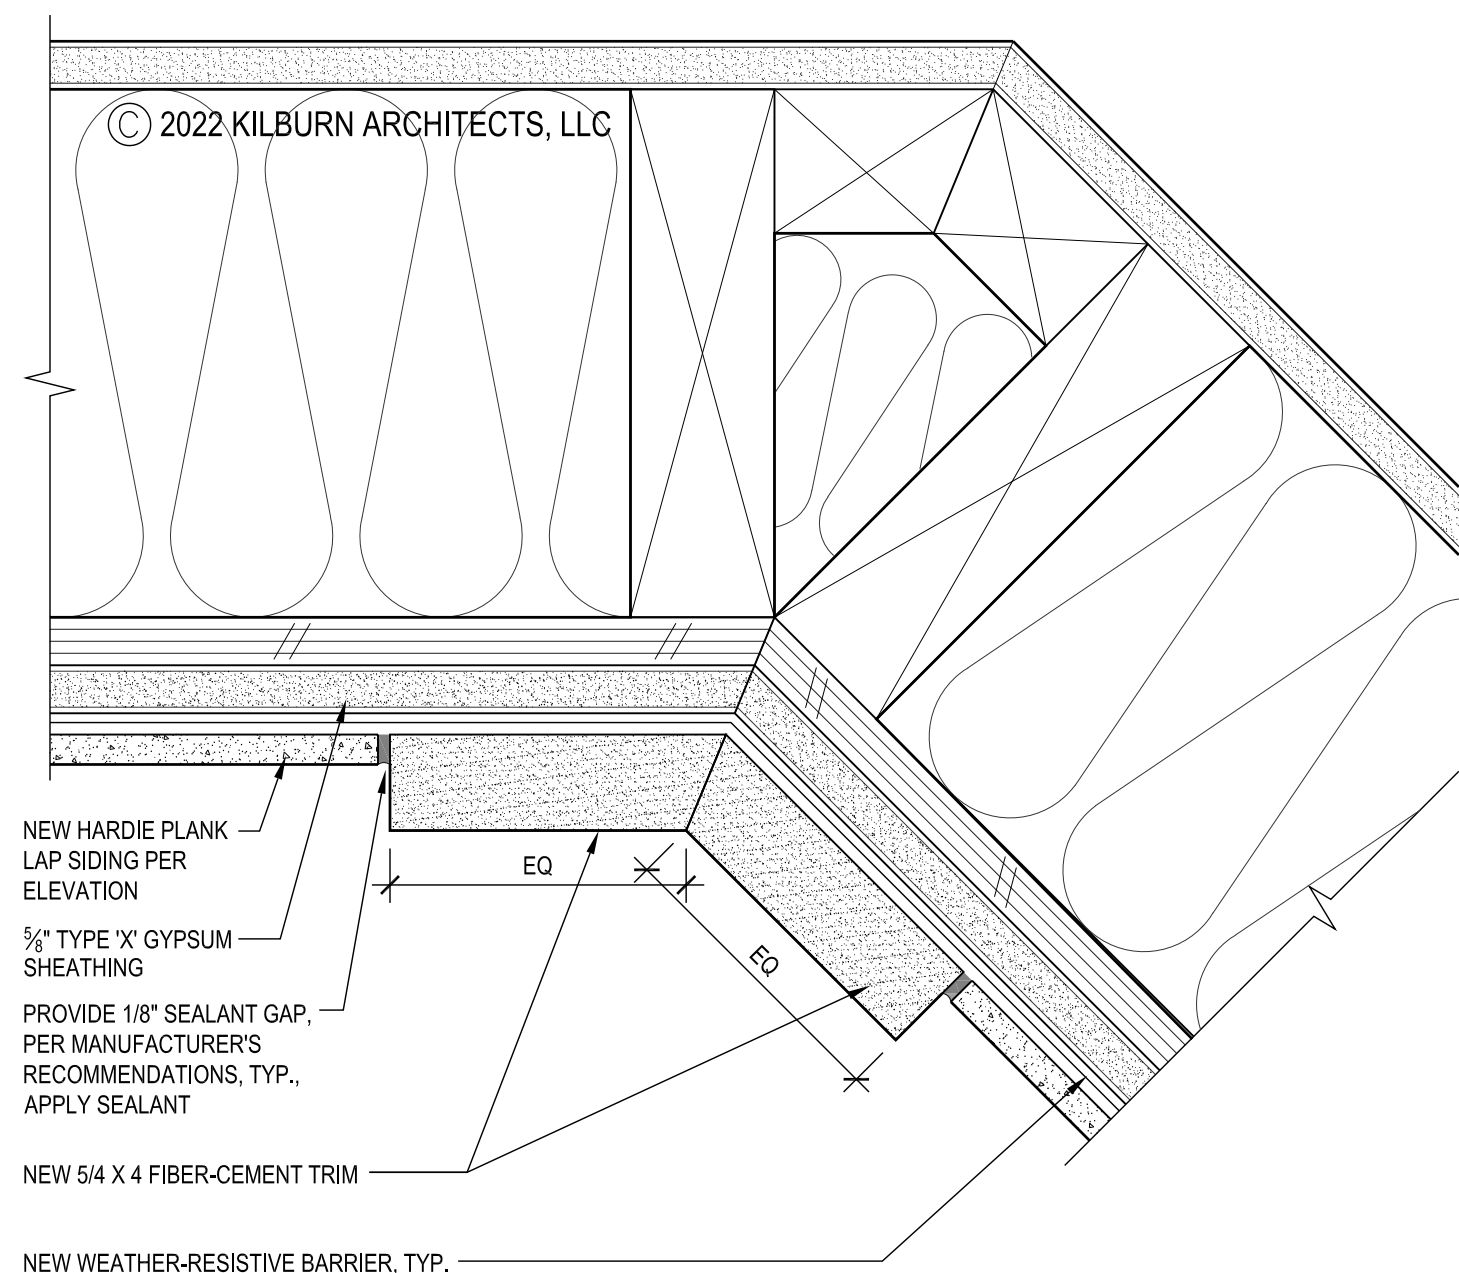 © 2022 KILBURN ARCHITECTS, LLC
EQ
EQ
NEW HARDIE PLANK
LAP SIDING PER
ELEVATION
5/8" TYPE 'X' GYPSUM
SHEATHING
PROVIDE 1/8" SEALANT GAP,
PER MANUFACTURER'S
RECOMMENDATIONS, TYP.,
APPLY SEALANT
NEW 5/4 X 4 FIBER-CEMENT TRIM
NEW WEATHER-RESISTIVE BARRIER, TYP.